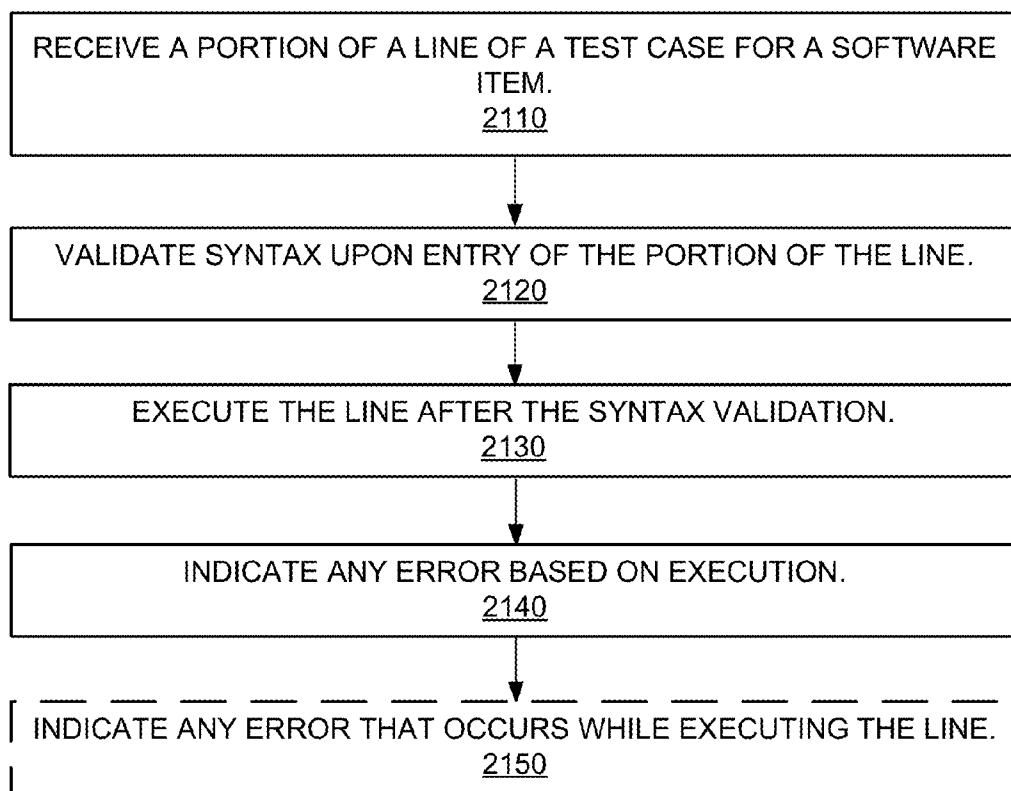 RECEIVE A PORTION OF A LINE OF A TEST CASE FOR A SOFTWARE
ITEM.
2110
VALIDATE SYNTAX UPON ENTRY OF THE PORTION OF THE LINE.
2120
EXECUTE THE LINE AFTER THE SYNTAX VALIDATION.
2130
INDICATE ANY ERROR BASED ON EXECUTION.
2140
INDICATE ANY ERROR THAT OCCURS WHILE EXECUTING THE LINE.
2150